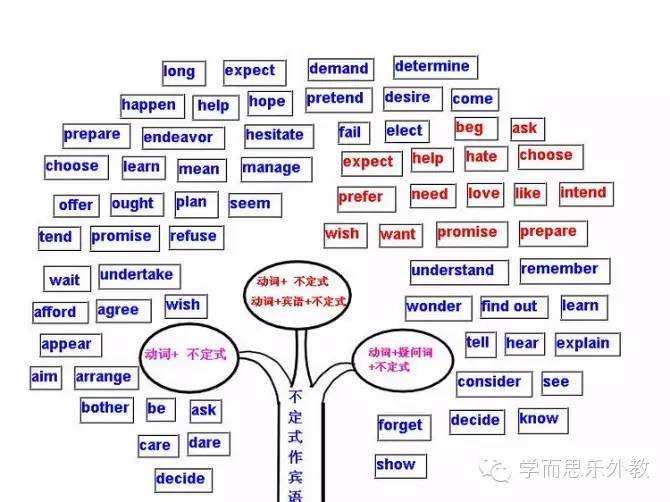 long expect demand determine
happen help hope pretend desire come
prepare endeavor hesitate fail elect beg ask
choose learn mean manage expect help hate choose
offer ought plan seem prefer need love like intend
tend promise refuse wish want promise prepare
wait undertake understand remember
afford agree wish wonder find out learn
动词+ 不定式
动词+宾语+不定式
appear tell hear explain
动词+ 不定式
动词+疑问词
+不定式
aim arrange consider see
bother be ask forget decide know
care dare show
decide
不定式作宾语
学而思乐外教